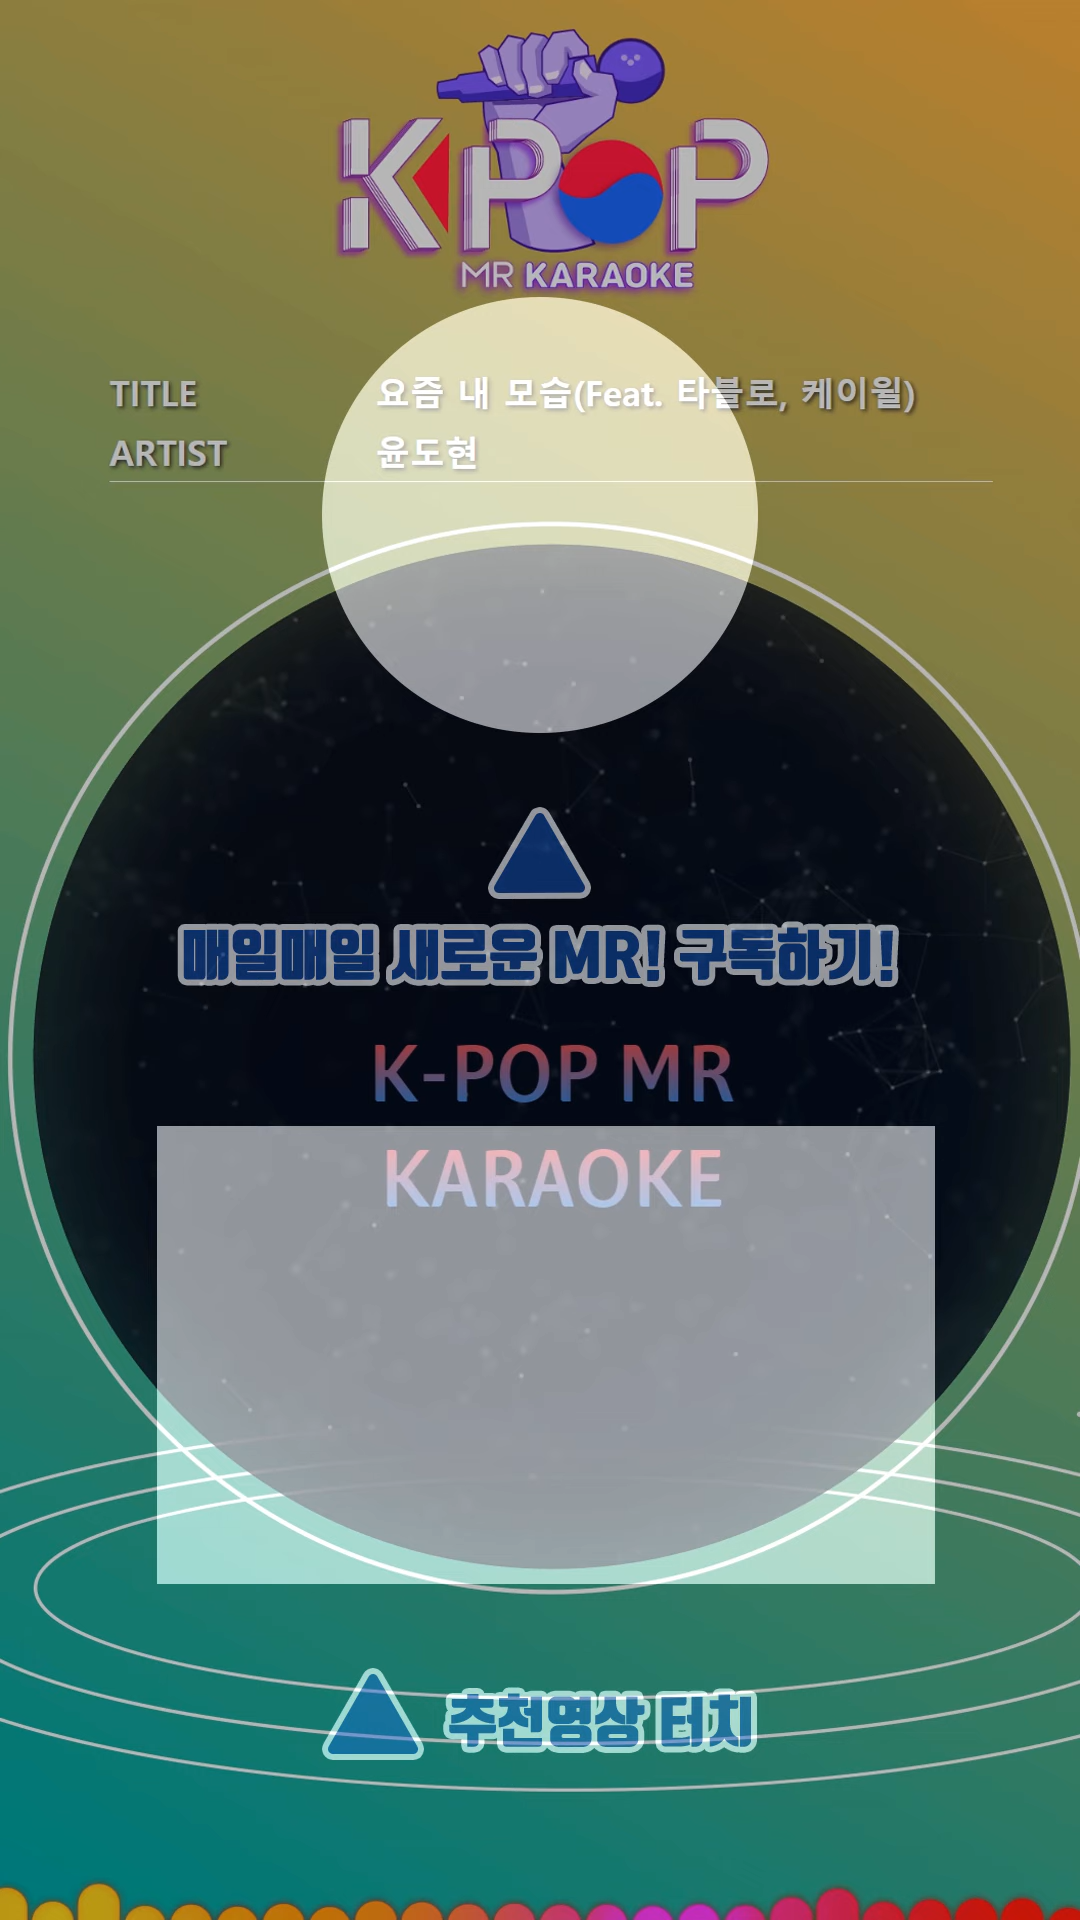 KPOP
MR KARAOKE
TITLE 요즘 내 모습(Feat. 타블로, 케이윌)
ARTIST 윤도현
매일매일 새로운 MR! 구독하기!
K-POP MR
KARAOKE
추천영상 터치